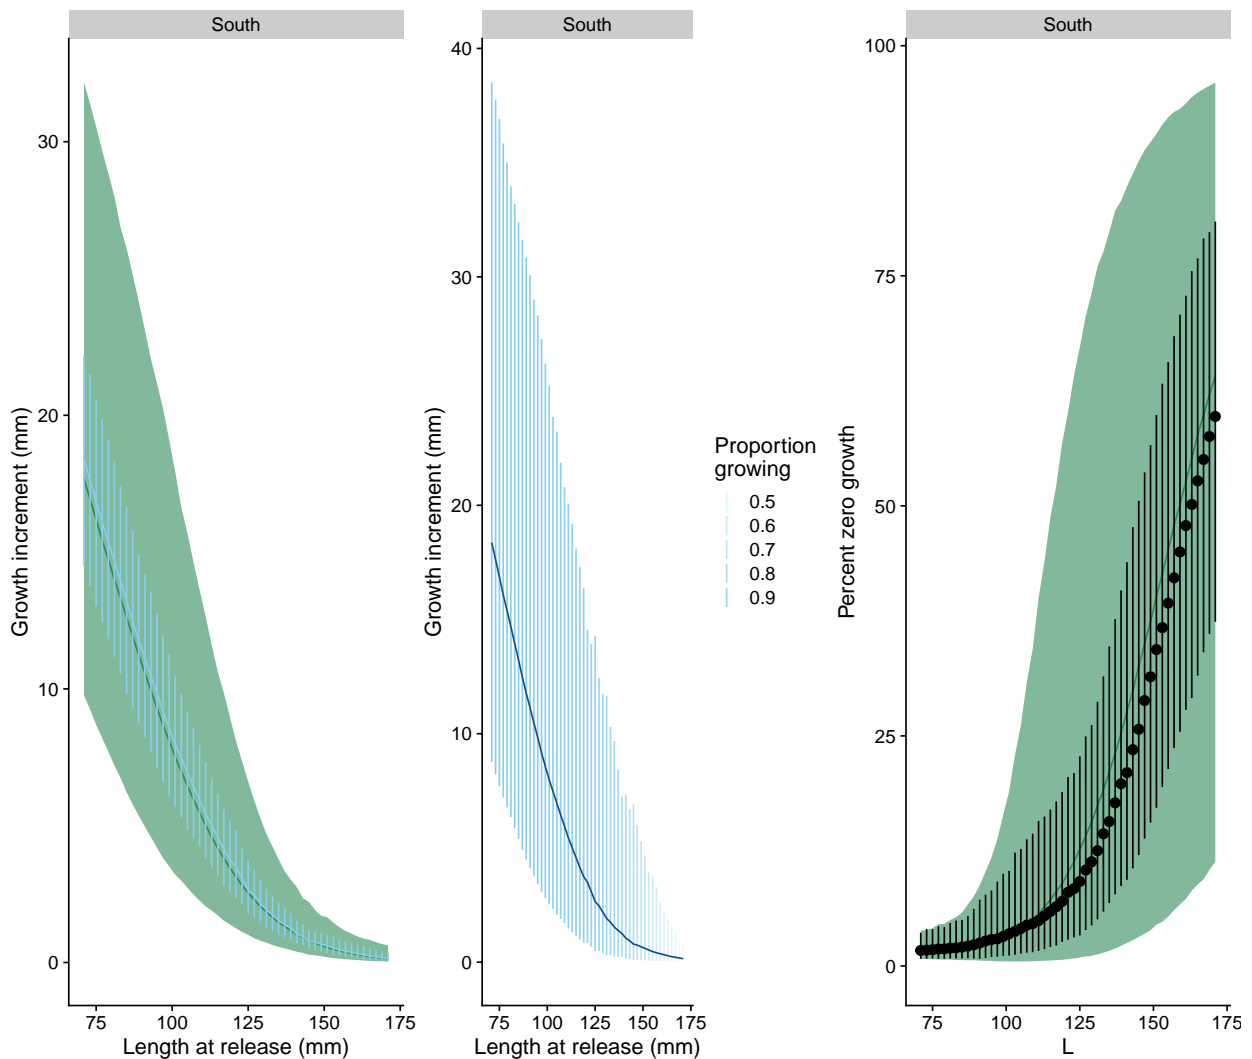 South
30
20
10
0
Growth increment (mm)
75 100 125 150 175
Length at release (mm)
South
40
30
20
10
0
Growth increment (mm)
75 100 125 150 175
Length at release (mm)
Proportion
growing
0.5
0.6
0.7
0.8
0.9
South
100
75
50
25
0
Percent zero growth
75 100 125 150 175
L